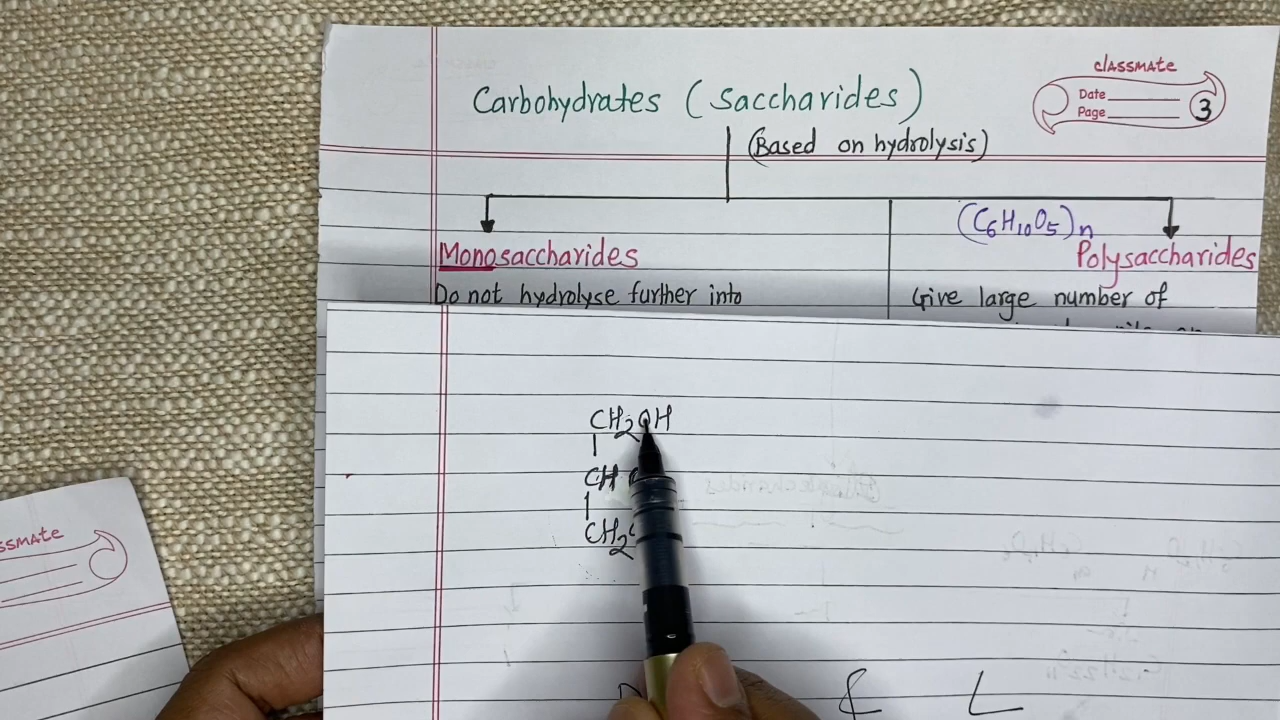 Carbohydrates (Saccharides)
classmate
Date
Page 3
(Based on hydrolysis)
(C6H10O5)n
Monosaccharides
Polysaccharides
Do not hydrolyse further into
Give large number of
CH2OH
CH
CH2
ssmate
& L